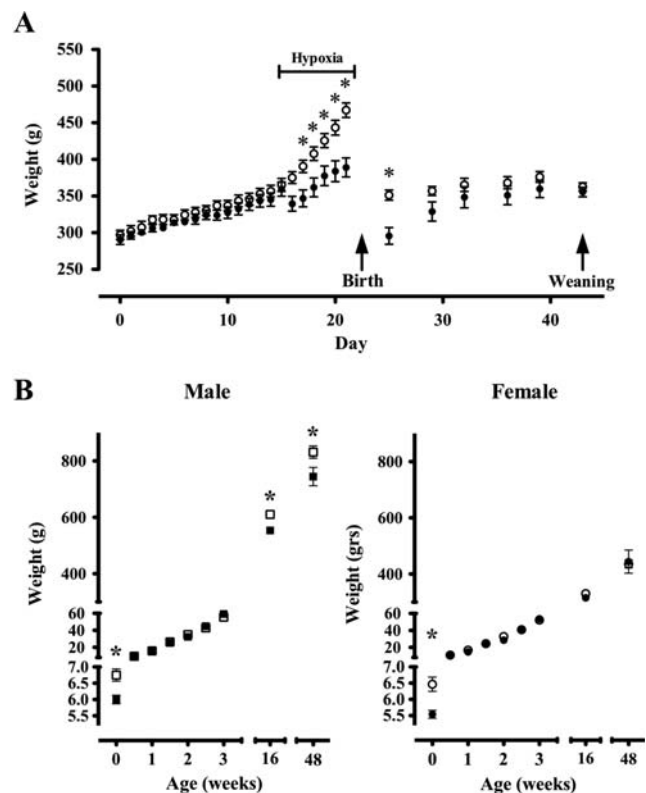 A
Weight (g)
550
500
450
400
350
300
250
Hypoxia
* * * * *
*
Birth
Weaning
0 10 20 30 40
Day
B
Male
Female
Weight (g)
800
600
400
60
40
20
0
7.0
6.5
6.0
5.5
* * *
0 1 2 3 16 48
Age (weeks)
Weight (grs)
800
600
400
60
40
20
0
7.0
6.5
6.0
5.5
*
0 1 2 3 16 48
Age (weeks)